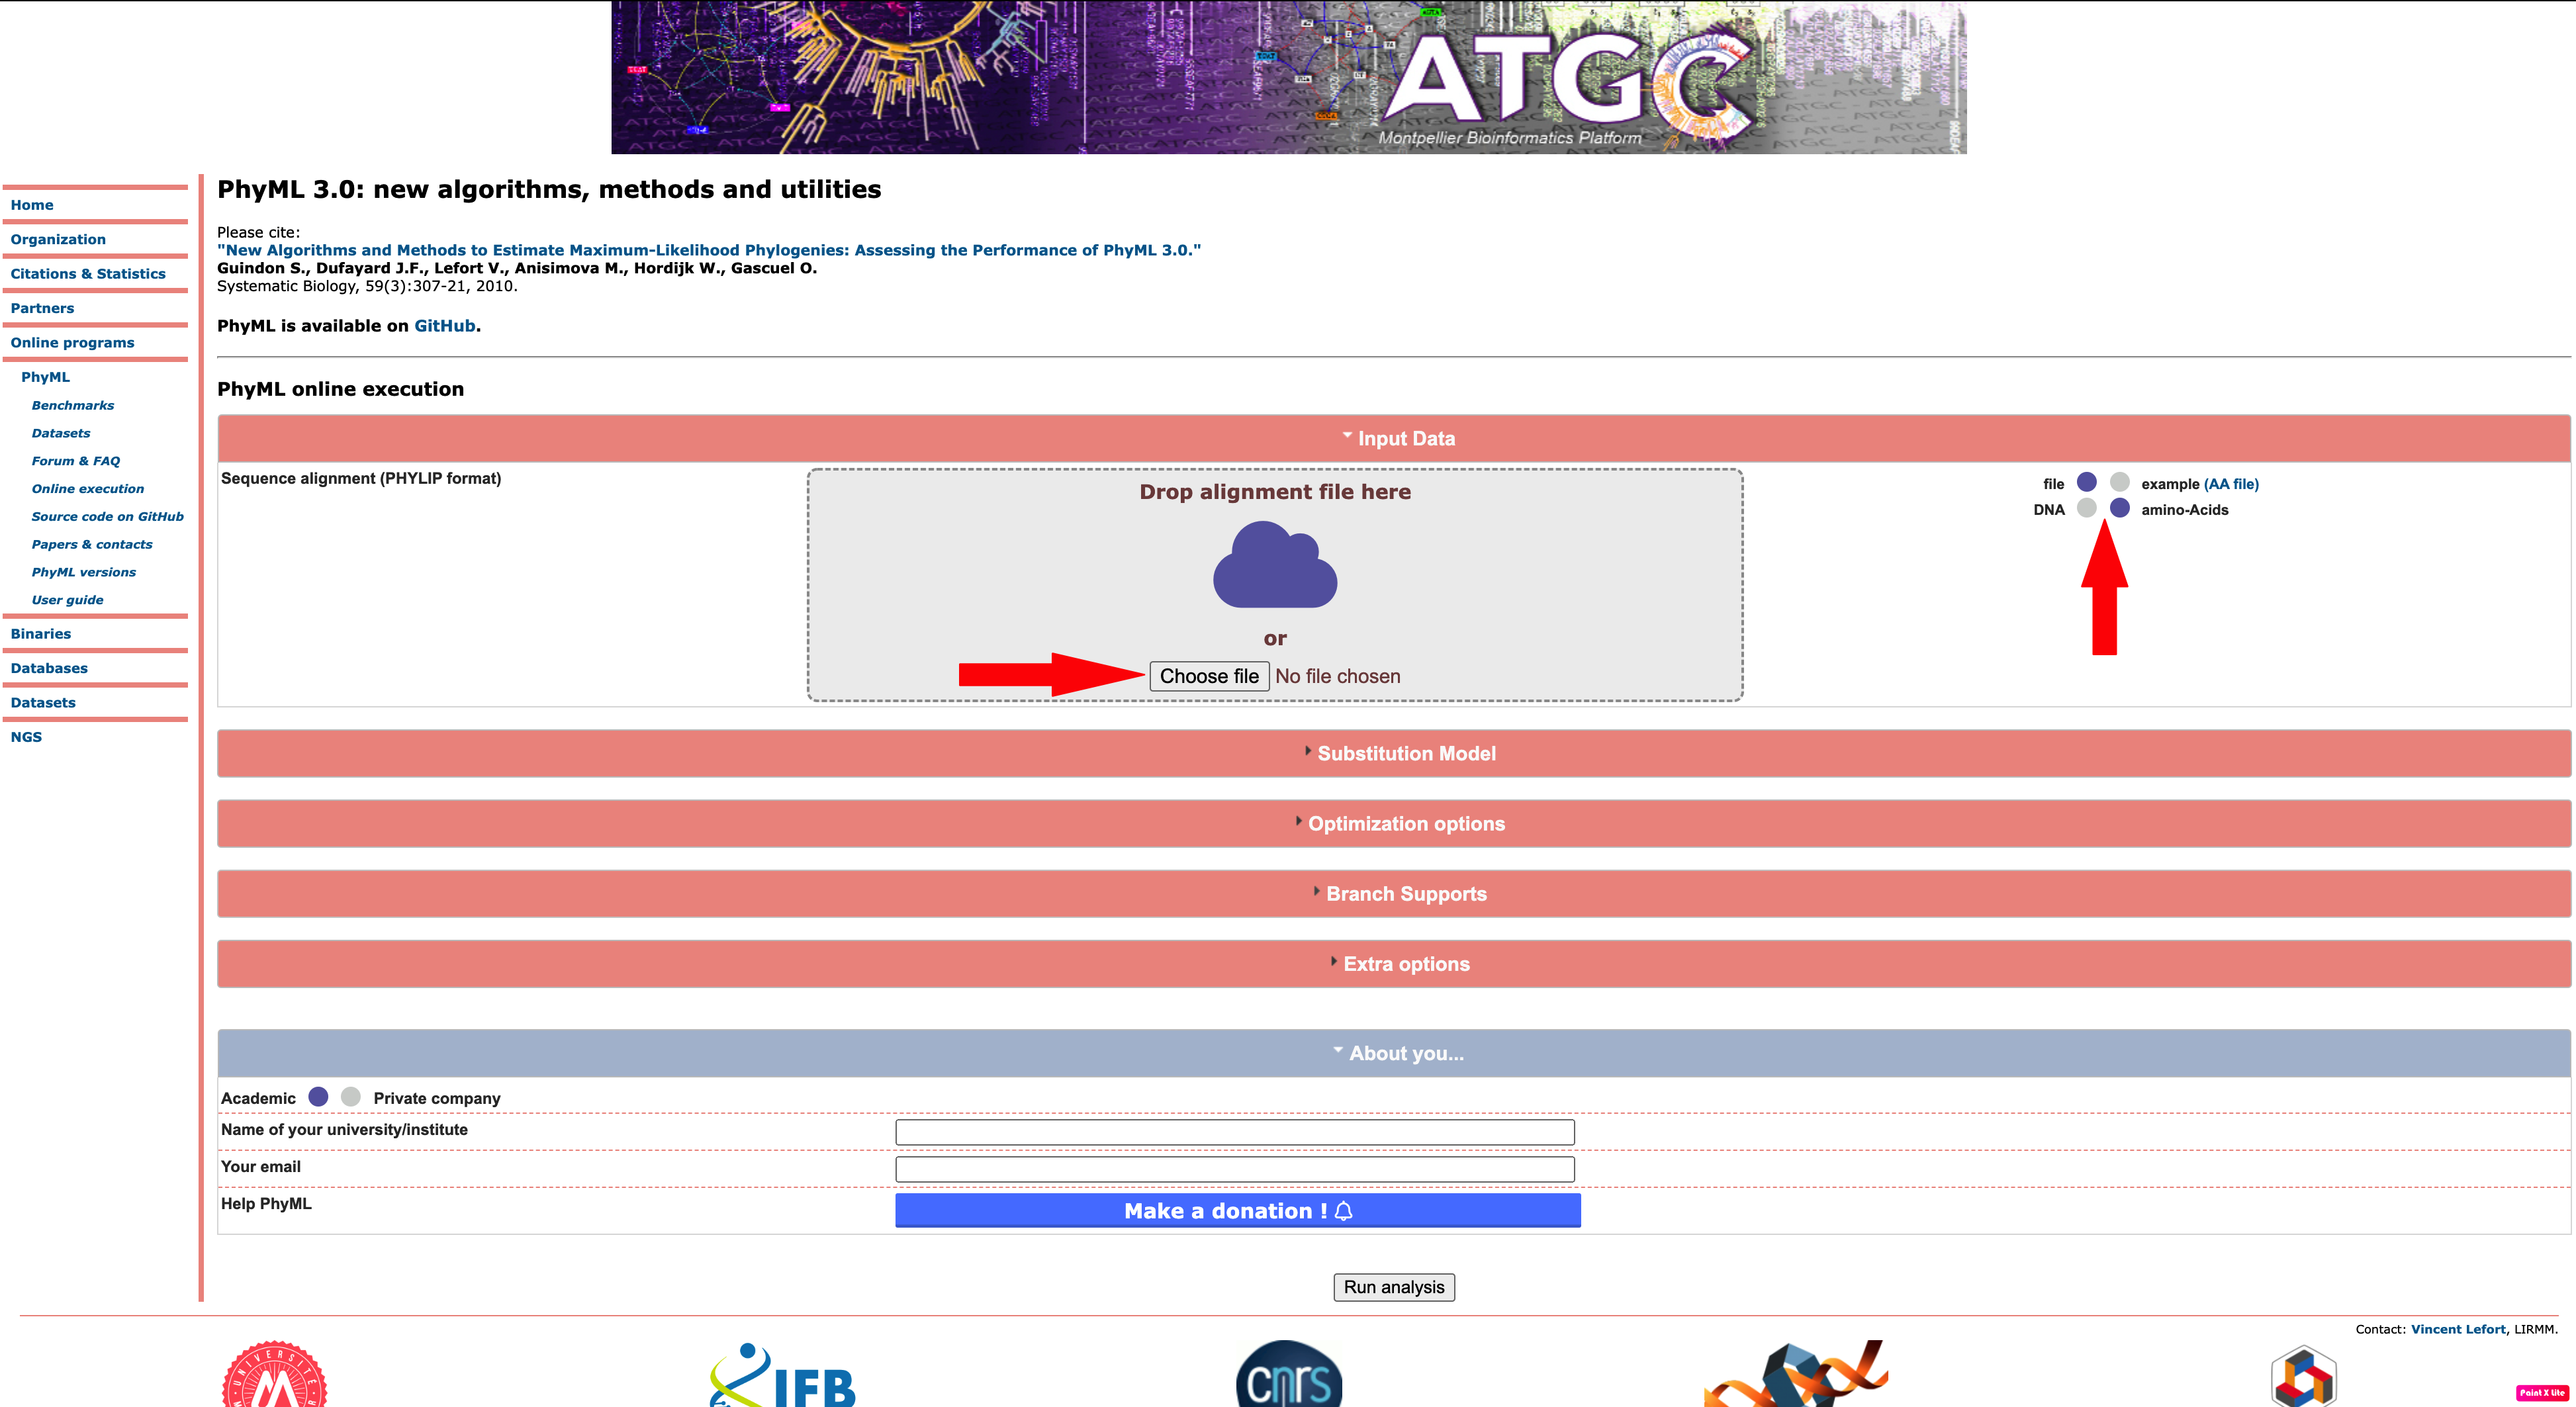 ATGC
Montpellier Bioinformatics Platform
PhyML 3.0: new algorithms, methods and utilities
Home
Organization
Citations & Statistics
Partners
Online programs
PhyML
Benchmarks
Datasets
Forum & FAQ
Online execution
Source code on GitHub
Papers & contacts
PhyML versions
User guide
Binaries
Databases
Datasets
NGS
Please cite:
"New Algorithms and Methods to Estimate Maximum-Likelihood Phylogenies: Assessing the Performance of PhyML 3.0."
Guindon S., Dufayard J.F., Lefort V., Anisimova M., Hordijk W., Gascuel O.
Systematic Biology, 59(3):307-21, 2010.
PhyML is available on GitHub.
PhyML online execution
Input Data
Sequence alignment (PHYLIP format)
Drop alignment file here
or
Choose file No file chosen
file example (AA file)
DNA amino-Acids
Substitution Model
Optimization options
Branch Supports
Extra options
About you...
Academic Private company
Name of your university/institute
Your email
Help PhyML
Make a donation !
Run analysis
Contact: Vincent Lefort, LIRMM.
UNIVERSITÉ
IFB
cnrs
Paint X Lite